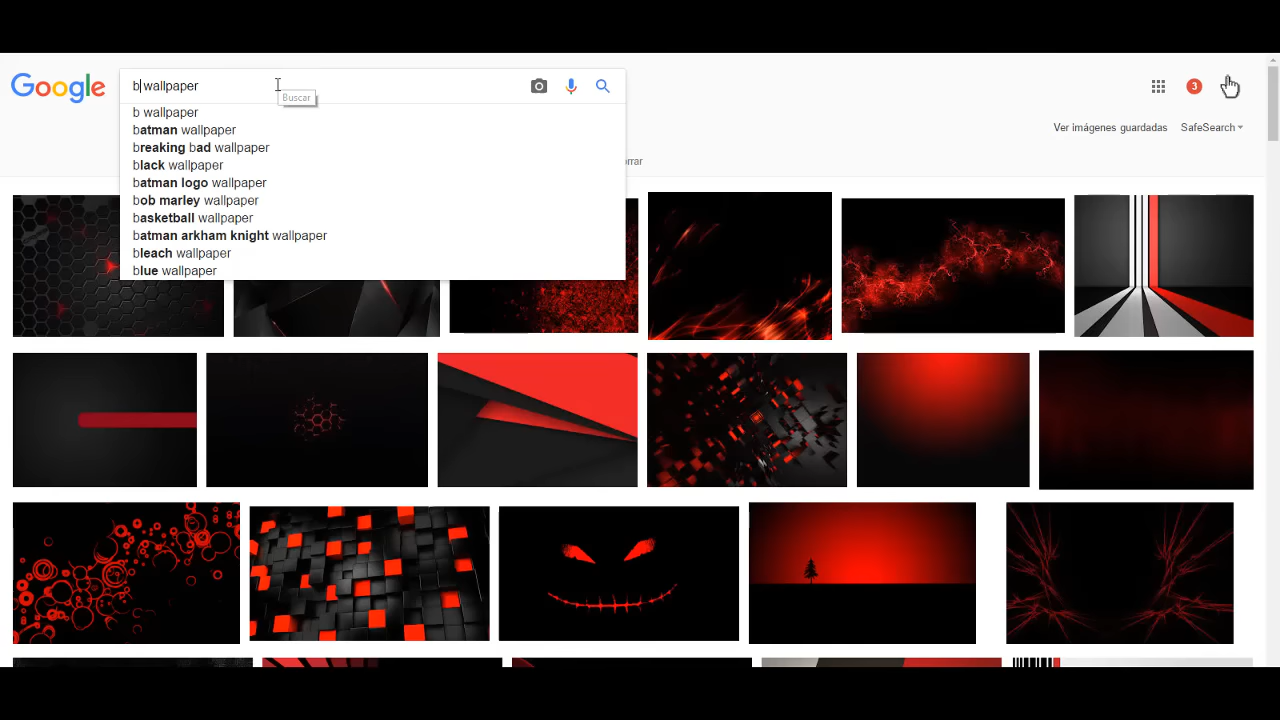 Google
b wallpaper
Buscar
3
b wallpaper
batman wallpaper
breaking bad wallpaper
black wallpaper
batman logo wallpaper
bob marley wallpaper
basketball wallpaper
batman arkham knight wallpaper
bleach wallpaper
blue wallpaper
Ver imágenes guardadas
SafeSearch
orrar